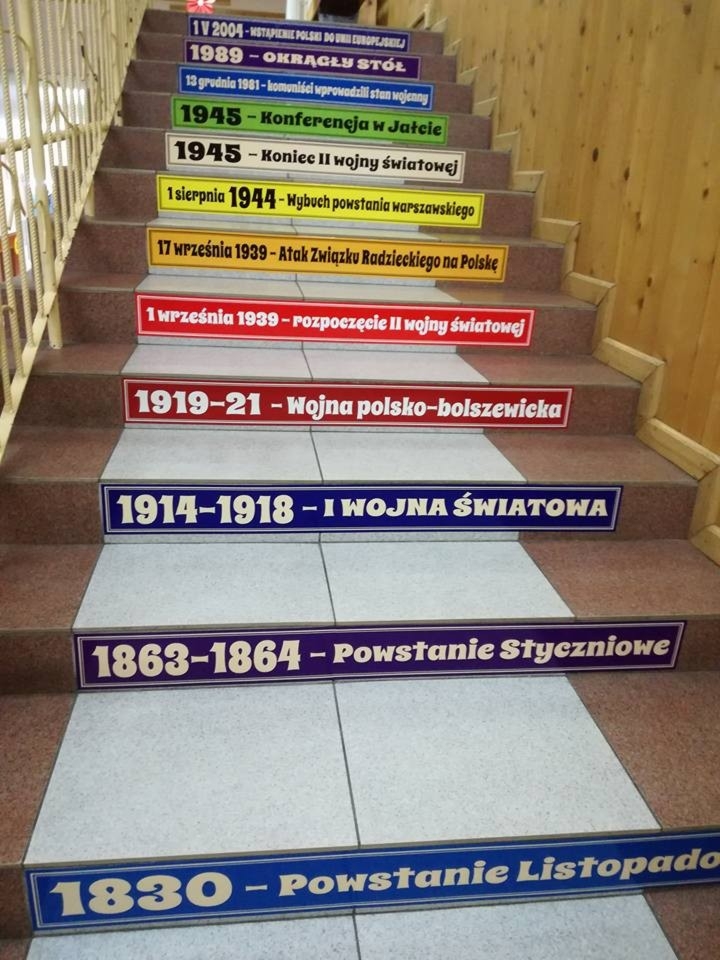 1 V 2004 - WSTĄPIENIE POLSKI DO UNII EUROPEJSKIEJ
1989 - OKRĄGŁY STÓŁ
13 grudnia 1981 - komuniści wprowadzili stan wojenny
1945 - Konferencja w Jałcie
1945 - Koniec II wojny światowej
1 sierpnia 1944 - Wybuch powstania warszawskiego
17 września 1939 - Atak Związku Radzieckiego na Polskę
1 września 1939 - rozpoczęcie II wojny światowej
1919-21 - Wojna polsko-bolszewicka
1914-1918 - I WOJNA ŚWIATOWA
1863-1864 - Powstanie Styczniowe
1830 - Powstanie Listopado